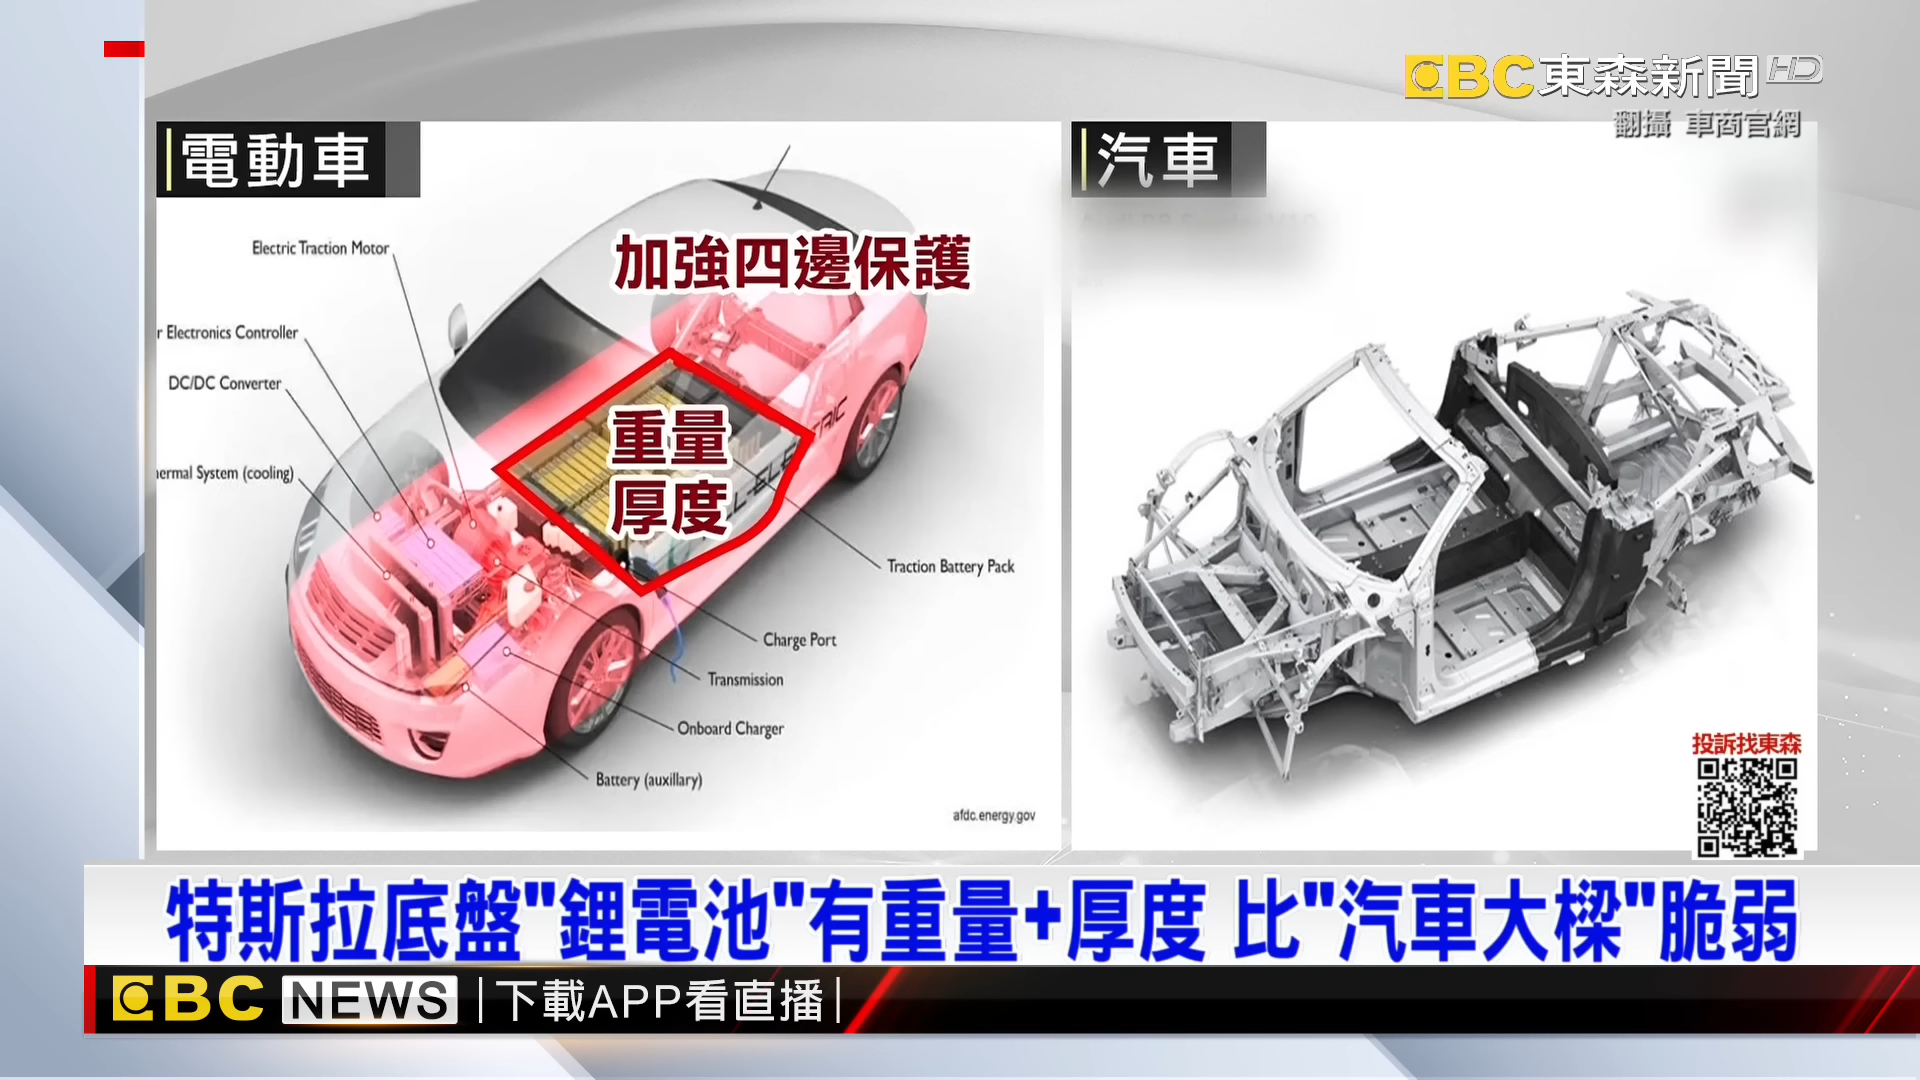 EBC東森新聞HD
翻攝 車商官網
電動車
汽車
加強四邊保護
Electric Traction Motor
r Electronics Controller
DC/DC Converter
hermal System (cooling)
重量
厚度
L-ELECTRIC
Traction Battery Pack
Charge Port
Transmission
Onboard Charger
Battery (auxillary)
afdc.energy.gov
投訴找東森
特斯拉底盤"鋰電池"有重量+厚度 比"汽車大樑"脆弱
EBC NEWS 下載APP看直播